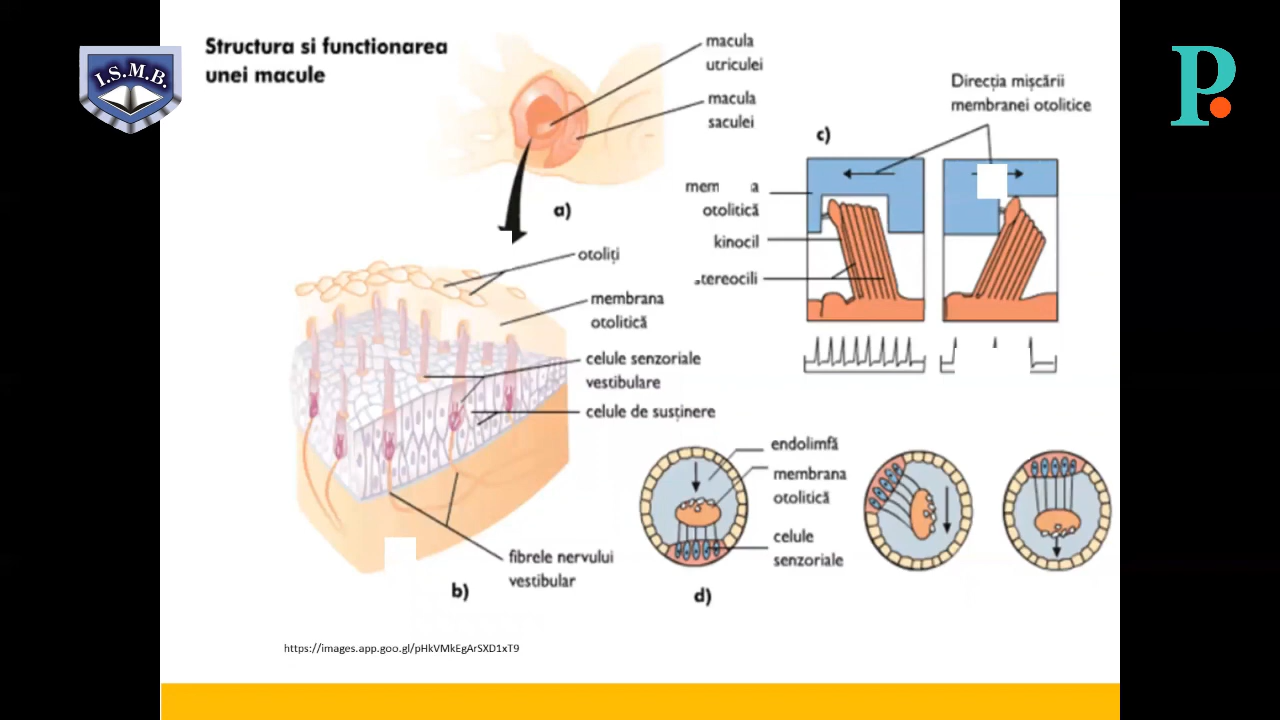 Structura si functionarea
unei macule
I.S.M.B.
P.
macula
utriculei
macula
saculei
a)
Direcția mișcării
membranei otolitice
c)
otolitică
kinocil
otoliți
membrana
otolitică
celule senzoriale
vestibulare
celule de susținere
fibrele nervului
vestibular
b)
endolimfă
membrana
otolitică
celule
senzoriale
d)
https://images.app.goo.gl/pHkVMkEgArSXD1xT9